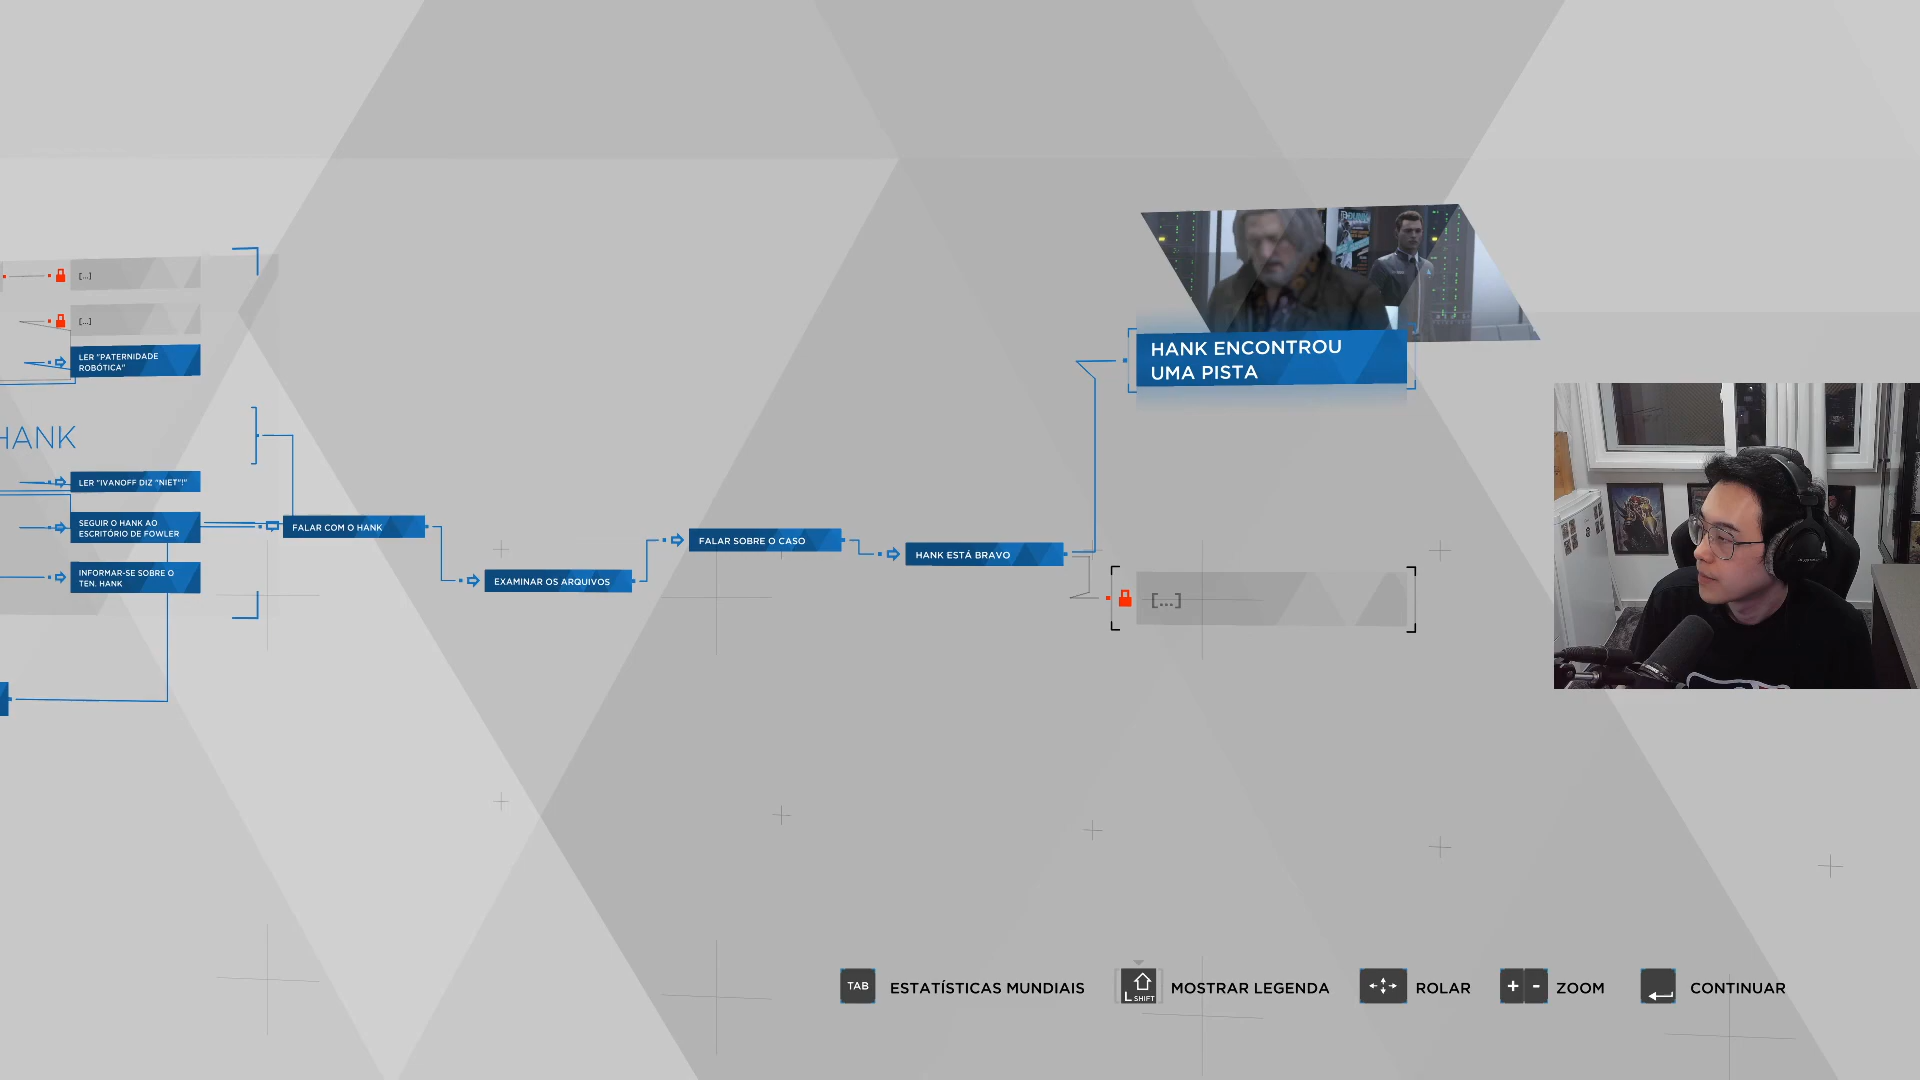 [...]
[...]
LER "PATERNIDADE
ROBÓTICA"
HANK
LER "IVANOFF DIZ "NIET"!"
SEGUIR O HANK AO
ESCRITÓRIO DE FOWLER
INFORMAR-SE SOBRE O
TEN. HANK
FALAR COM O HANK
EXAMINAR OS ARQUIVOS
FALAR SOBRE O CASO
HANK ESTÁ BRAVO
HANK ENCONTROU
UMA PISTA
[...]
TAB ESTATÍSTICAS MUNDIAIS
L SHIFT MOSTRAR LEGENDA
ROLAR
+ - ZOOM
CONTINUAR